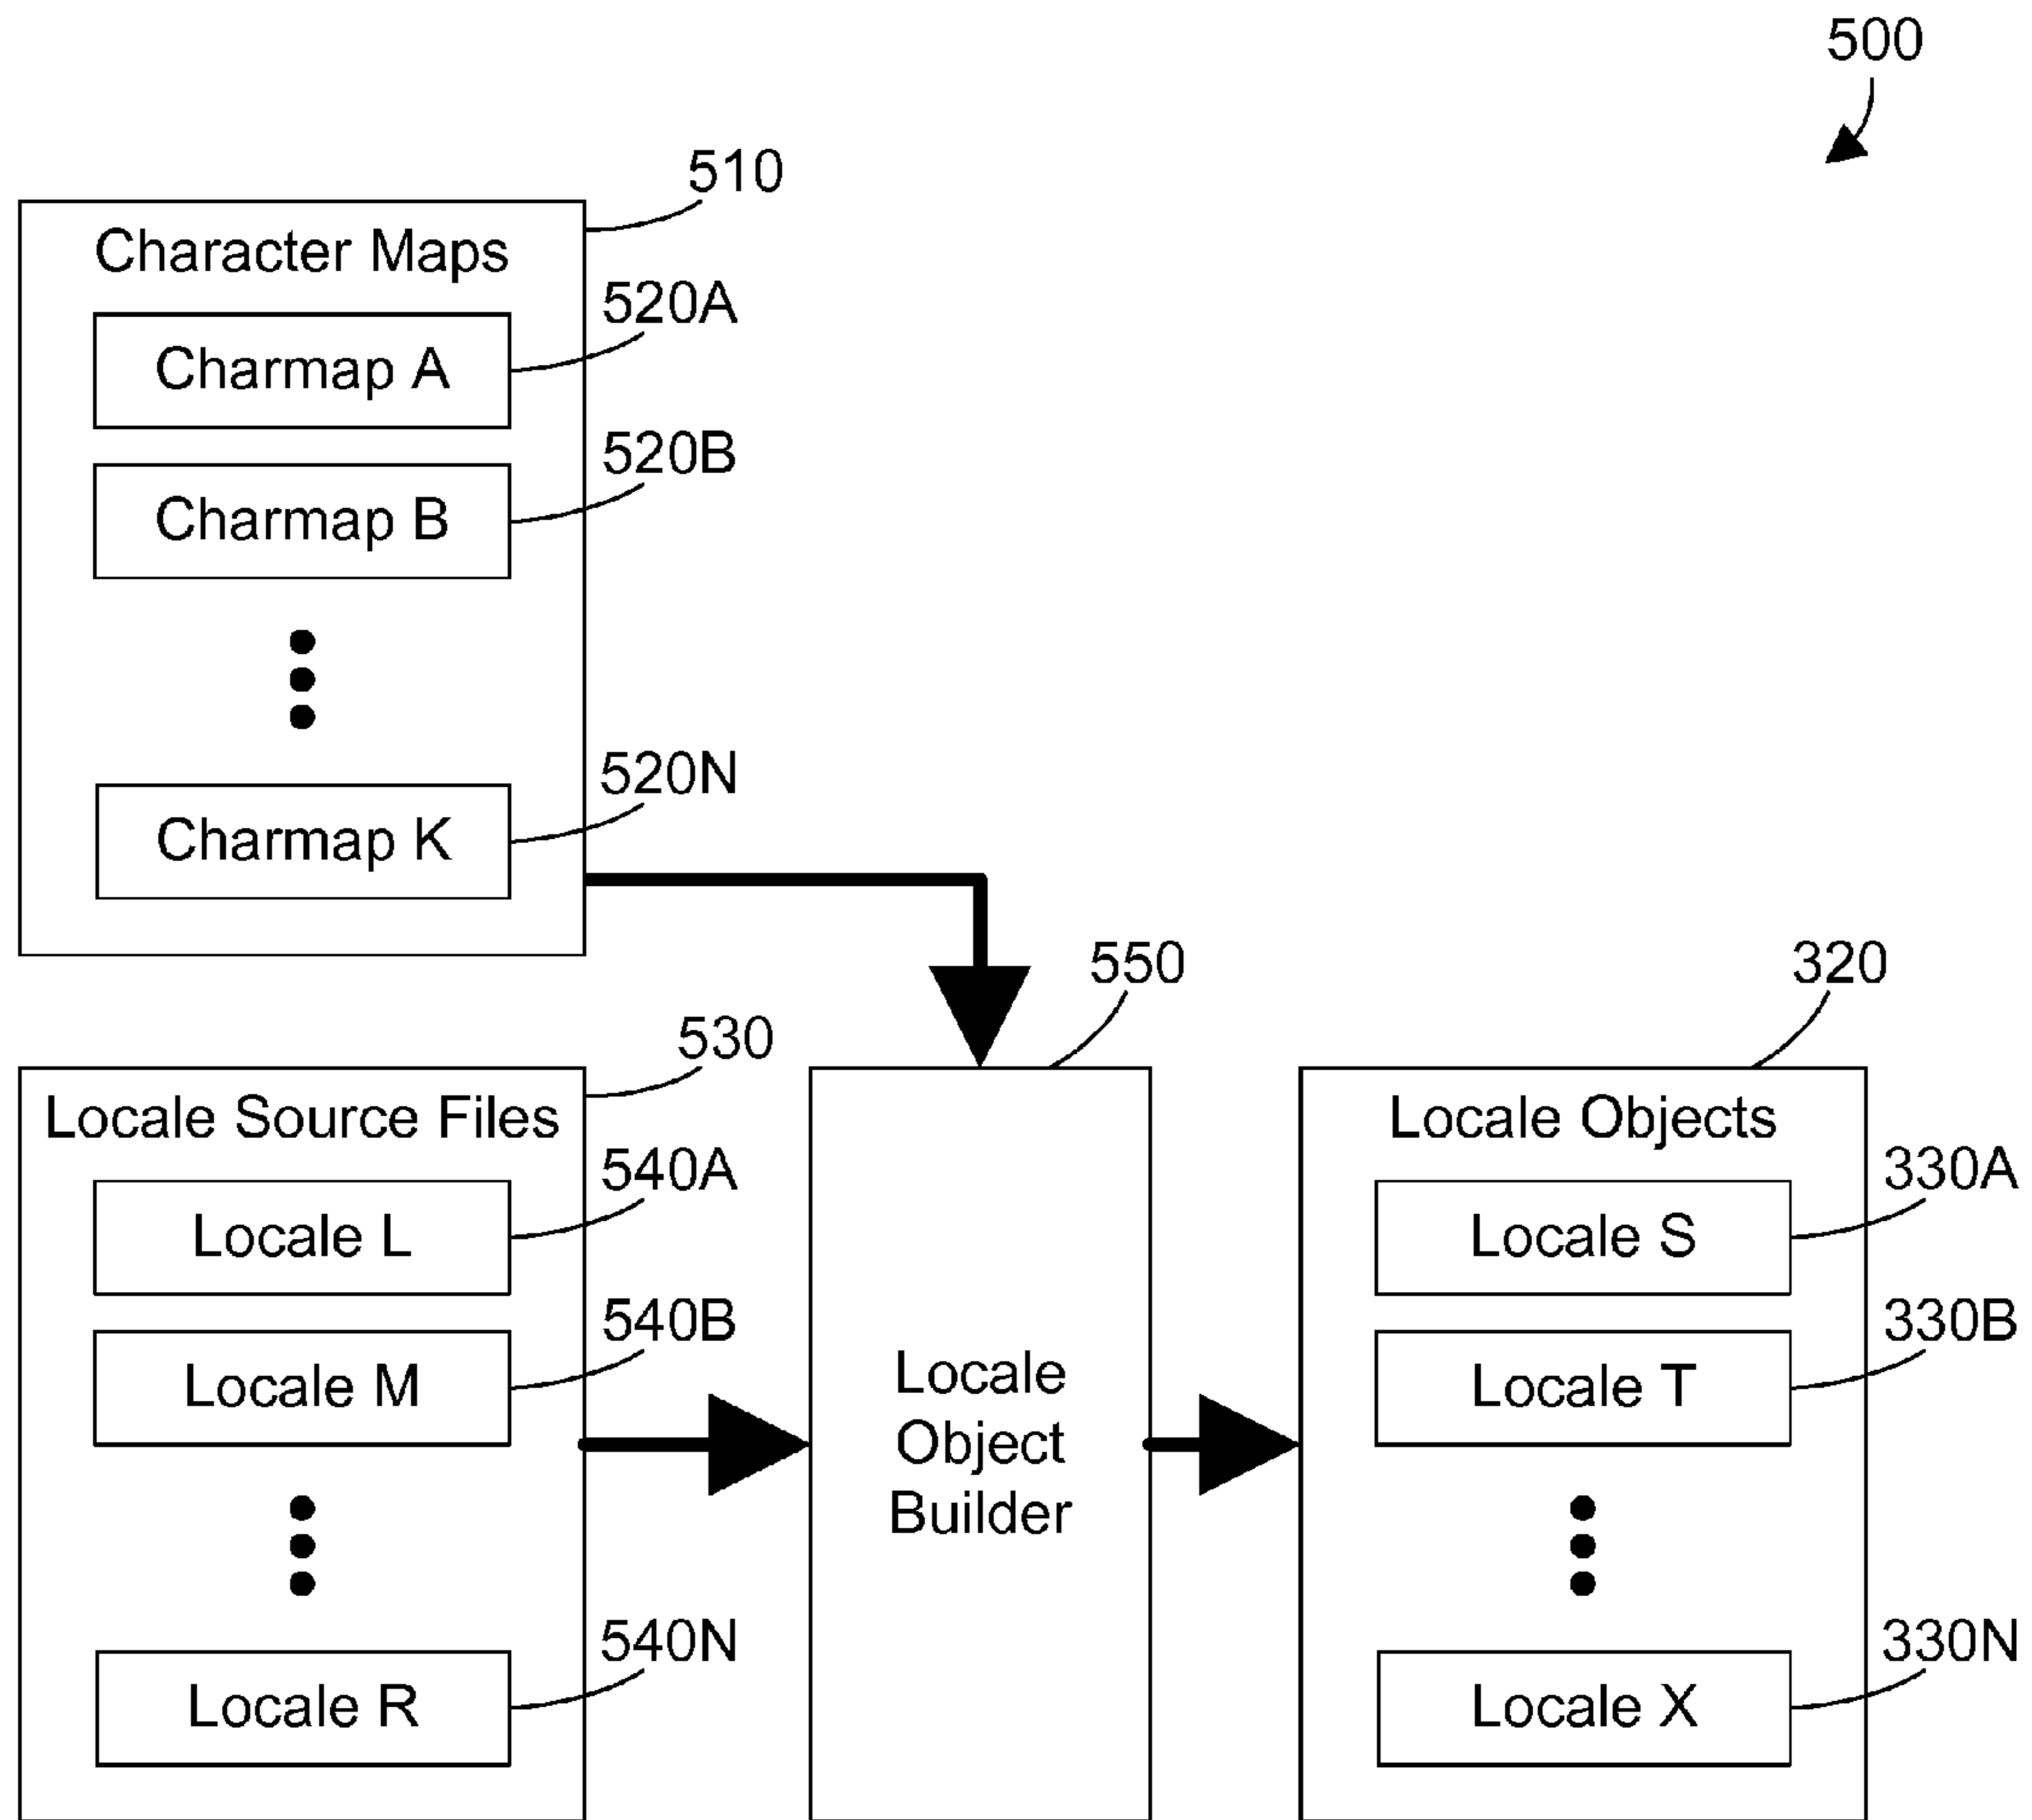 500
510
Character Maps
520A
Charmap A
520B
Charmap B
520N
Charmap K
550
320
530
Locale Source Files
Locale Objects
540A
330A
Locale L
Locale S
540B
330B
Locale M
Locale T
Locale
Object
Builder
540N
330N
Locale R
Locale X